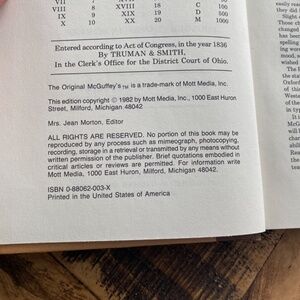 VII 7
VIII 8 XVIII 18 C 100
IX 9 XIX 19 D 500
X 10 XX 20 M 1000
Entered according to Act of Congress, in the year 1836
By TRUMAN & SMITH,
In the Clerk's Office for the District Court of Ohio.
The Original McGuffey's TM is a trade-mark of Mott Media, Inc.
This edition copyright © 1982 by Mott Media, Inc., 1000 East Huron
Street, Milford, Michigan 48042
Mrs. Jean Morton, Editor
ALL RIGHTS ARE RESERVED. No portion of this book may be
reproduced by any process such as mimeograph, photocopying,
recording, storage in a retrieval or transmitted by any means without
written permission of the publisher. Brief quotations embodied in
critical articles or reviews are permitted. For information write
Mott Media, 1000 East Huron, Milford, Michigan 48042.
ISBN 0-88062-003-X
Printed in the United States of America